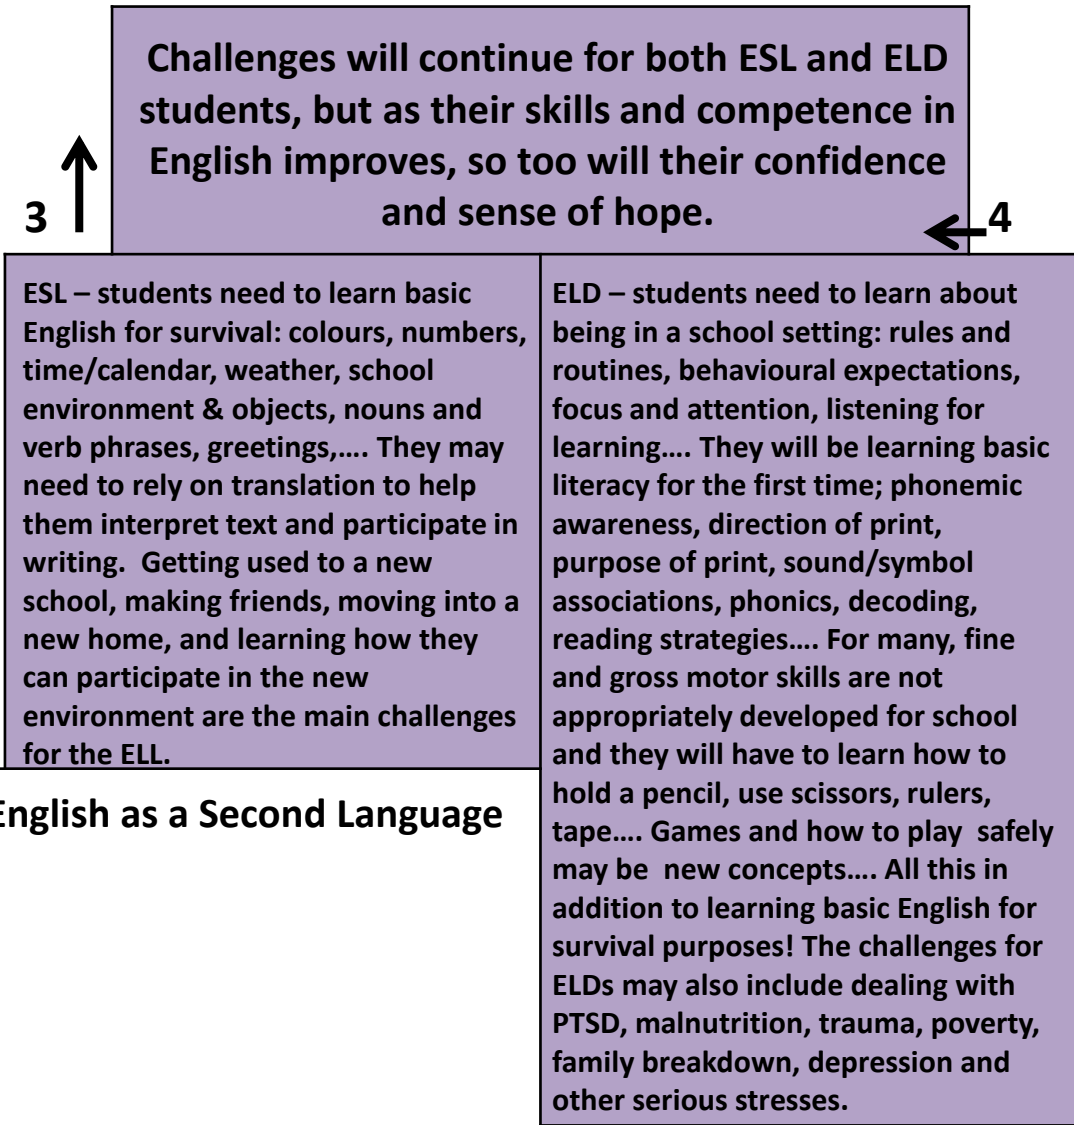 Challenges will continue for both ESL and ELD
students, but as their skills and competence in
English improves, so too will their confidence
and sense of hope.
3
4
ESL – students need to learn basic
English for survival: colours, numbers,
time/calendar, weather, school
environment & objects, nouns and
verb phrases, greetings,…. They may
need to rely on translation to help
them interpret text and participate in
writing.  Getting used to a new
school, making friends, moving into a
new home, and learning how they
can participate in the new
environment are the main challenges
for the ELL.
English as a Second Language
ELD – students need to learn about
being in a school setting: rules and
routines, behavioural expectations,
focus and attention, listening for
learning…. They will be learning basic
literacy for the first time; phonemic
awareness, direction of print,
purpose of print, sound/symbol
associations, phonics, decoding,
reading strategies…. For many, fine
and gross motor skills are not
appropriately developed for school
and they will have to learn how to
hold a pencil, use scissors, rulers,
tape…. Games and how to play  safely
may be  new concepts…. All this in
addition to learning basic English for
survival purposes! The challenges for
ELDs may also include dealing with
PTSD, malnutrition, trauma, poverty,
family breakdown, depression and
other serious stresses.